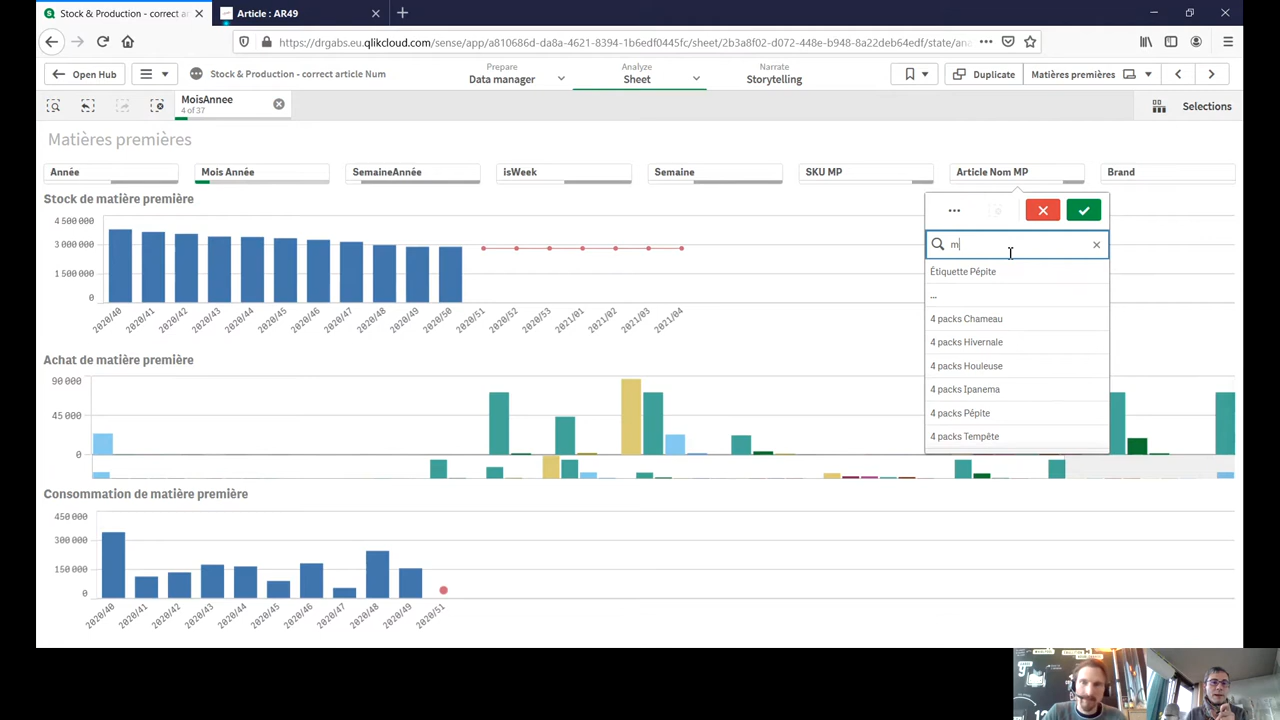 Stock & Production - correct ar
Article : AR49
https://drgabs.eu.qlikcloud.com/sense/app/a810686d-da8a-4621-8394-1b6edf0445fc/sheet/2b3a8f02-d072-448e-b948-8a22deb64edf/state/ana
Open Hub
Stock & Production - correct article Num
Prepare
Data manager
Analyze
Sheet
Narrate
Storytelling
Duplicate
Matières premières
MoisAnnee
4 of 37
Selections
Matières premières
Année
Mois Année
SemaineAnnée
isWeek
Semaine
SKU MP
Article Nom MP
Brand
Stock de matière première
4 500 000
3 000 000
1 500 000
0
2020/40
2020/41
2020/42
2020/43
2020/44
2020/45
2020/46
2020/47
2020/48
2020/49
2020/50
2020/51
2020/52
2020/53
2021/01
2021/02
2021/03
2021/04
m
Étiquette Pépite
...
4 packs Chameau
4 packs Hivernale
4 packs Houleuse
4 packs Ipanema
4 packs Pépite
4 packs Tempête
Achat de matière première
90 000
45 000
0
Consommation de matière première
450 000
300 000
150 000
0
2020/40
2020/41
2020/42
2020/43
2020/44
2020/45
2020/46
2020/47
2020/48
2020/49
2020/51